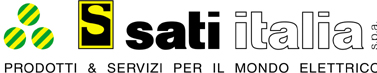 S sati italia s.p.a.
PRODOTTI & SERVIZI PER IL MONDO ELETTRICO